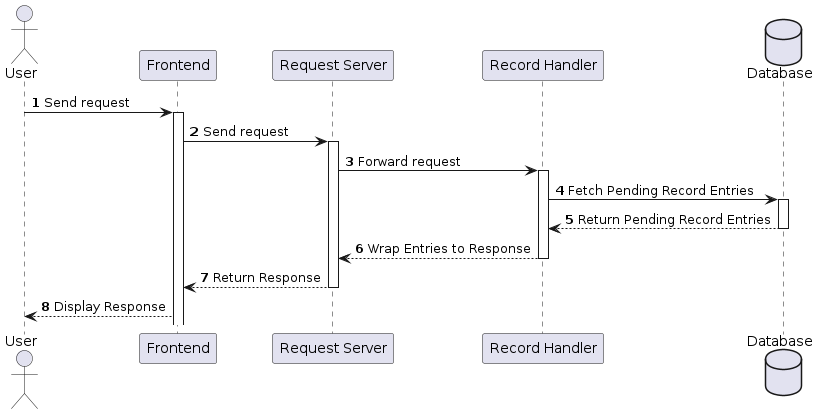 User
Frontend
Request Server
Record Handler
Database
1 Send request
2 Send request
3 Forward request
4 Fetch Pending Record Entries
5 Return Pending Record Entries
6 Wrap Entries to Response
7 Return Response
8 Display Response
User
Frontend
Request Server
Record Handler
Database